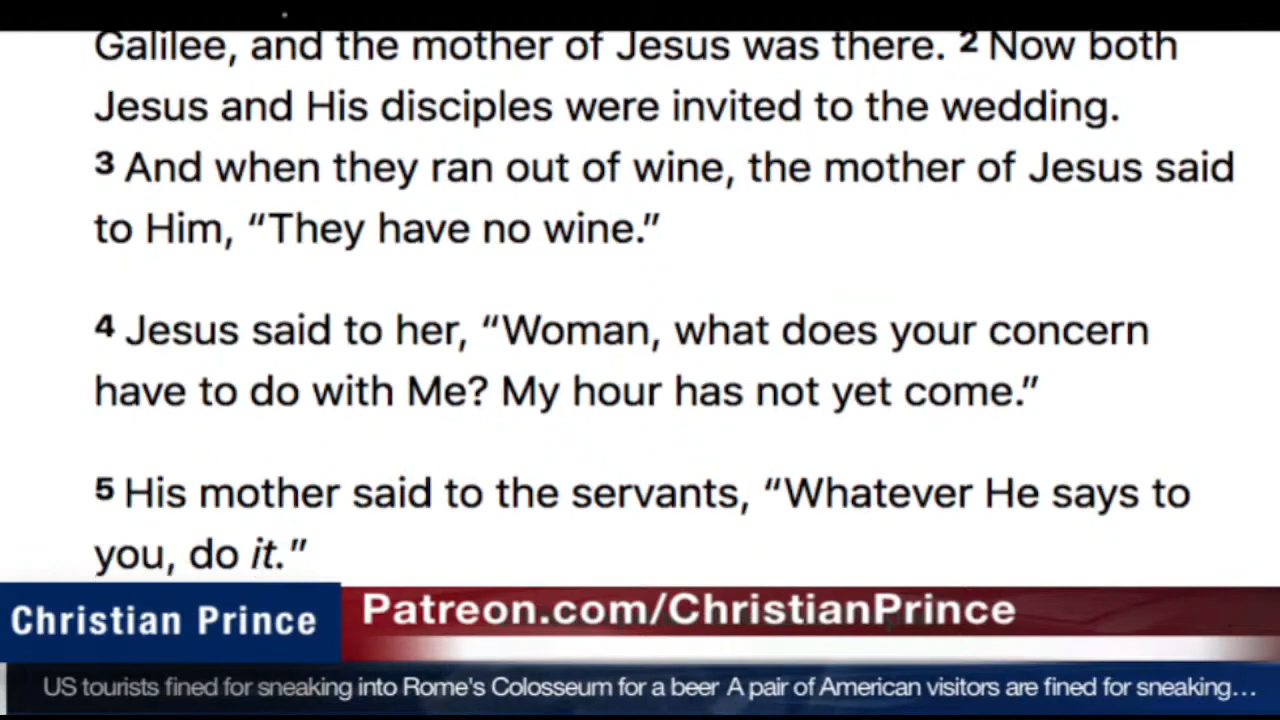 Galilee, and the mother of Jesus was there. 2 Now both
Jesus and His disciples were invited to the wedding.
3 And when they ran out of wine, the mother of Jesus said
to Him, “They have no wine.”
4 Jesus said to her, “Woman, what does your concern
have to do with Me? My hour has not yet come.”
5 His mother said to the servants, “Whatever He says to
you, do it.”
Christian Prince
Patreon.com/ChristianPrince
US tourists fined for sneaking into Rome's Colosseum for a beer A pair of American visitors are fined for sneaking...